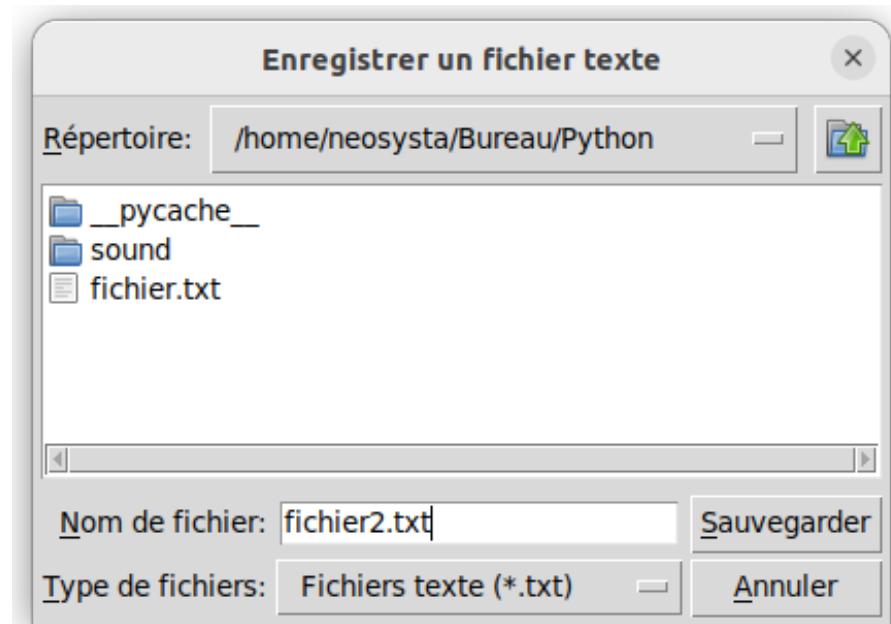 Enregistrer un fichier texte
Répertoire: /home/neosysta/Bureau/Python
__pycache__
sound
fichier.txt
Nom de fichier: fichier2.txt Sauvegarder
Type de fichiers: Fichiers texte (*.txt) Annuler